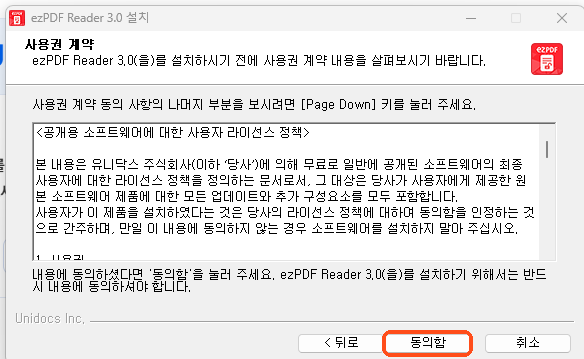 ezPDF Reader 3.0 설치
사용권 계약
ezPDF Reader 3.0(을)를 설치하시기 전에 사용권 계약 내용을 살펴보시기 바랍니다.
ezPDF
사용권 계약 동의 사항의 나머지 부분을 보시려면 [Page Down] 키를 눌러 주세요.
<공개용 소프트웨어에 대한 사용자 라이선스 정책>
본 내용은 유니닥스 주식회사(이하 '당사')에 의해 무료로 일반에 공개된 소프트웨어의 최종
사용자에 대한 라이선스 정책을 정의하는 문서로서, 그 대상은 당사가 사용자에게 제공한 원
본 소프트웨어 제품에 대한 모든 업데이트와 추가 구성요소를 모두 포함합니다.
사용자가 이 제품을 설치하였다는 것은 당사의 라이선스 정책에 대하여 동의함을 인정하는 것
으로 간주하며, 만일 이 내용에 동의하지 않는 경우 소프트웨어를 설치하지 말아 주십시오.
1. 사용권
내용에 동의하셨다면 '동의함'을 눌러 주세요. ezPDF Reader 3.0(을)를 설치하기 위해서는 반드
시 내용에 동의하셔야 합니다.
Unidocs Inc.
< 뒤로
동의함
취소